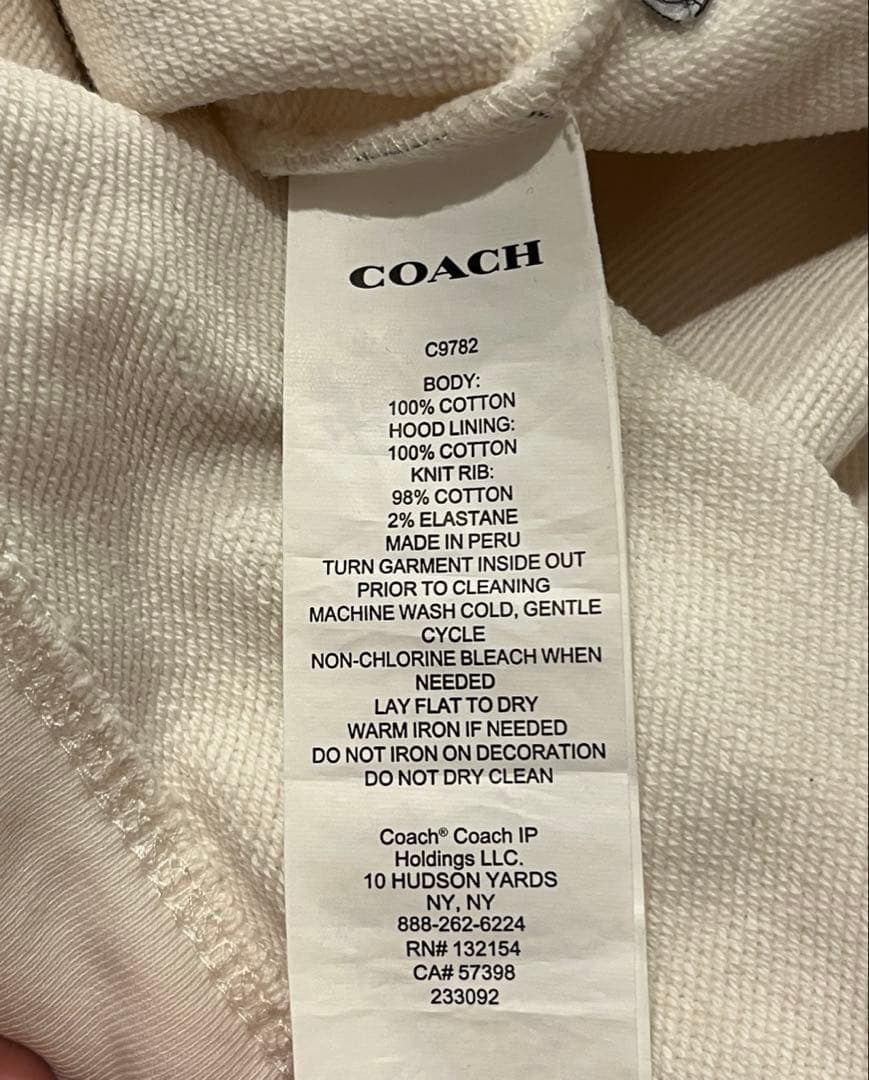 COACH
C9782
BODY:
100% COTTON
HOOD LINING:
100% COTTON
KNIT RIB:
98% COTTON
2% ELASTANE
MADE IN PERU
TURN GARMENT INSIDE OUT
PRIOR TO CLEANING
MACHINE WASH COLD, GENTLE
CYCLE
NON-CHLORINE BLEACH WHEN
NEEDED
LAY FLAT TO DRY
WARM IRON IF NEEDED
DO NOT IRON ON DECORATION
DO NOT DRY CLEAN
Coach® Coach IP
Holdings LLC.
10 HUDSON YARDS
NY, NY
888-262-6224
RN# 132154
CA# 57398
233092